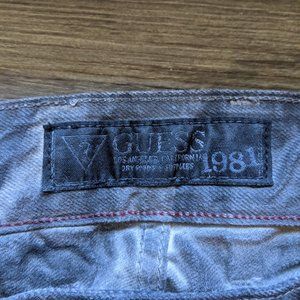 ?
GUESS
LOS ANGELES, CALIFORNIA
DRY GOODS & SUPPLIES
1981